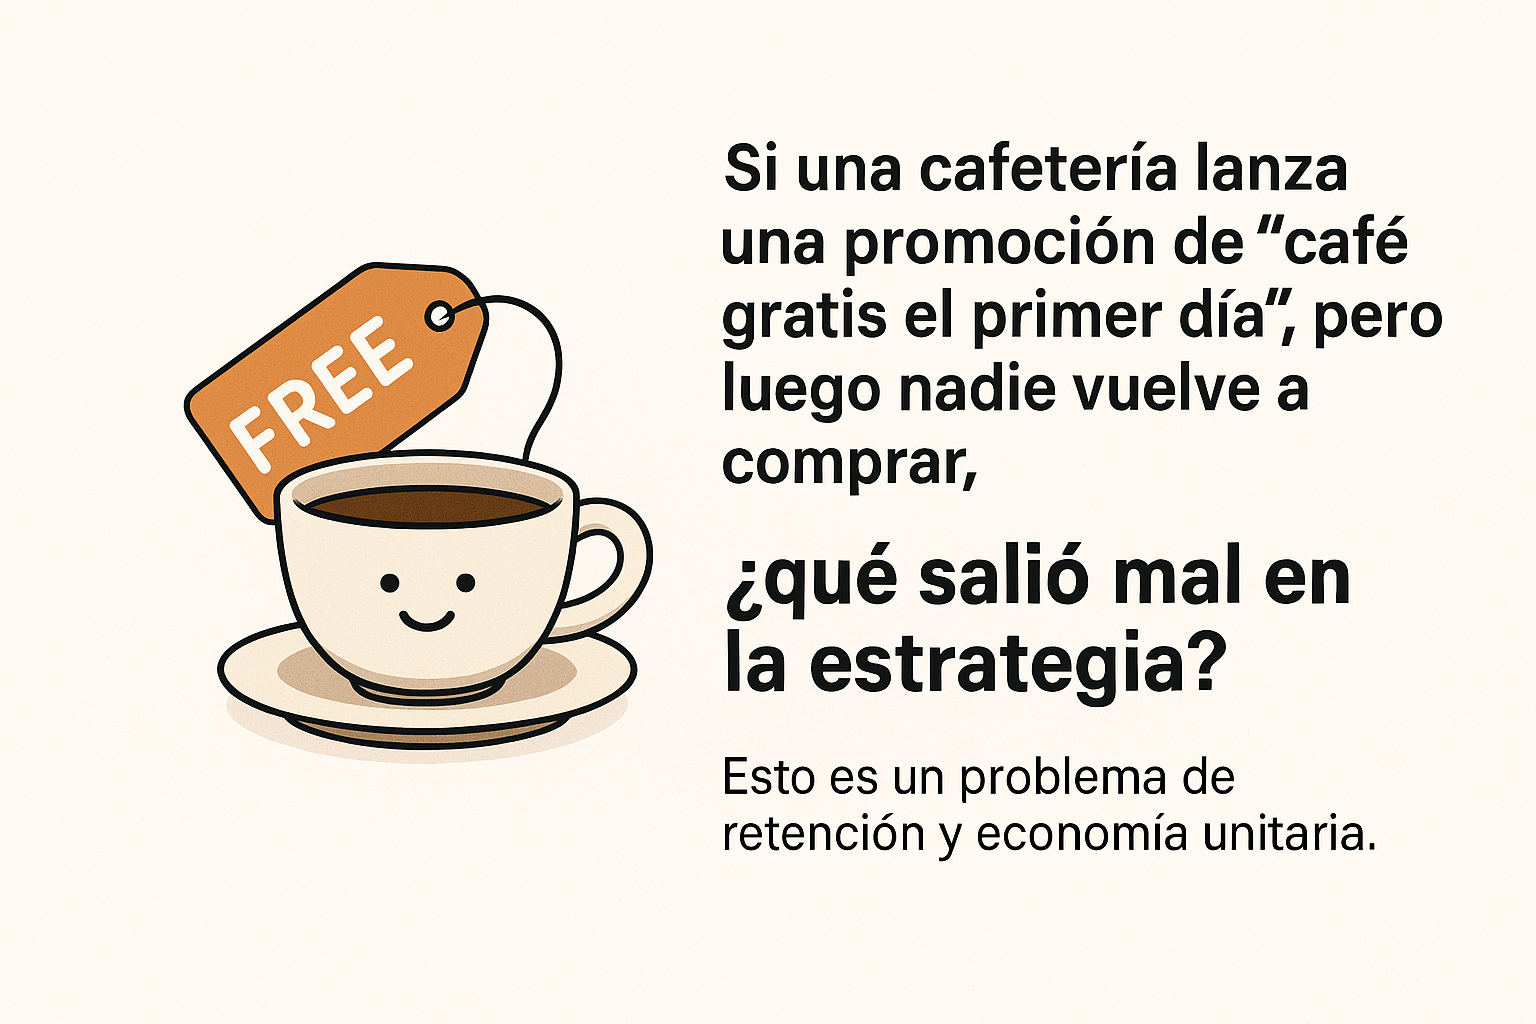 FREE
Si una cafetería lanza
una promoción de “café
gratis el primer día”, pero
luego nadie vuelve a
comprar,
¿qué salió mal en
la estrategia?
Esto es un problema de
retención y economía unitaria.